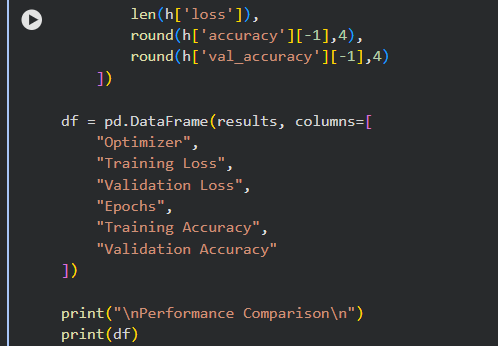 len(h['loss']),
        round(h['accuracy'][-1],4),
        round(h['val_accuracy'][-1],4)
    ])
df = pd.DataFrame(results, columns=[
    "Optimizer",
    "Training Loss",
    "Validation Loss",
    "Epochs",
    "Training Accuracy",
    "Validation Accuracy"
])
print("\nPerformance Comparison\n")
print(df)